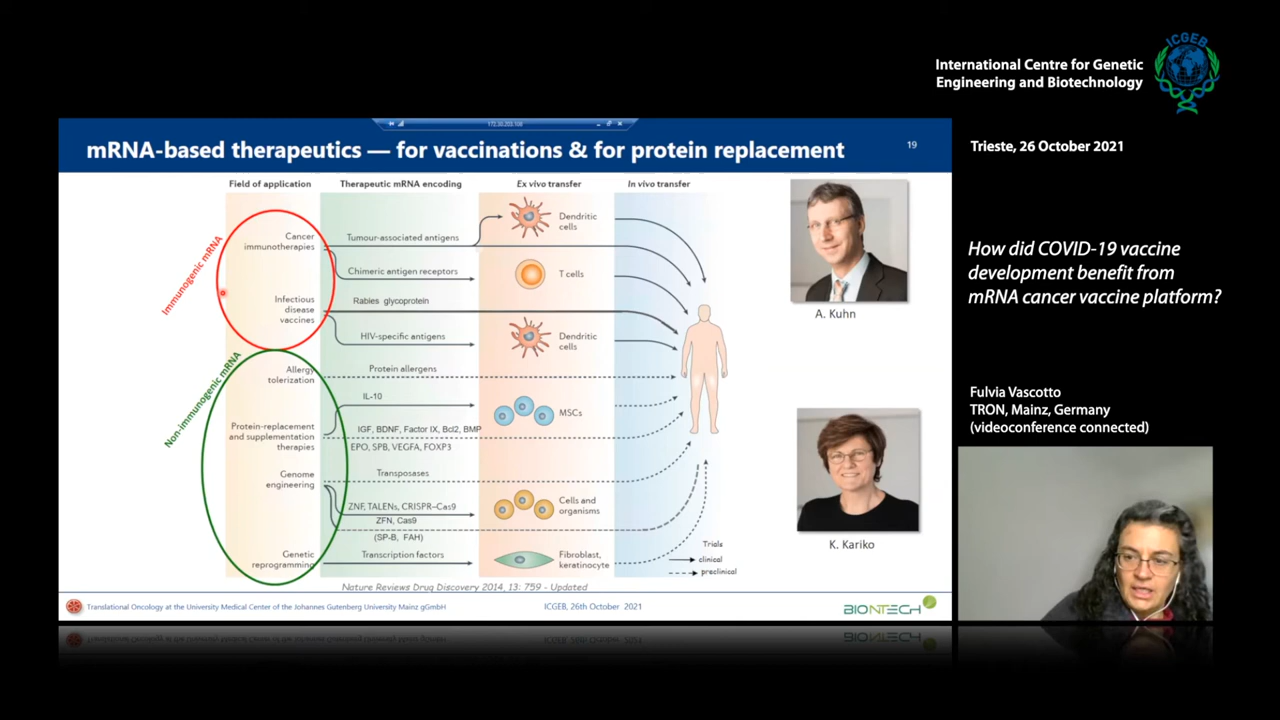 ICGEB
International Centre for Genetic
Engineering and Biotechnology
172.30.203.108
mRNA-based therapeutics — for vaccinations & for protein replacement
19
Trieste, 26 October 2021
How did COVID-19 vaccine
development benefit from
mRNA cancer vaccine platform?
Fulvia Vascotto
TRON, Mainz, Germany
(videoconference connected)
Field of application
Therapeutic mRNA encoding
Ex vivo transfer
In vivo transfer
Immunogenic mRNA
Non-immunogenic mRNA
Cancer
immunotherapies
Tumour-associated antigens
Dendritic
cells
Chimeric antigen receptors
T cells
Infectious
disease
vaccines
Rabies glycoprotein
HIV-specific antigens
Dendritic
cells
Allergy
tolerization
Protein allergens
IL-10
MSCs
Protein-replacement
and supplementation
therapies
IGF, BDNF, Factor IX, Bcl2, BMP
EPO, SPB, VEGFA, FOXP3
Genome
engineering
Transposases
ZNF, TALENs, CRISPR–Cas9
ZFN, Cas9
(SP-B, FAH)
Cells and
organisms
Genetic
reprogramming
Transcription factors
Fibroblast,
keratinocyte
Trials
clinical
preclinical
A. Kuhn
K. Kariko
Nature Reviews Drug Discovery 2014, 13: 759 - Updated
Translational Oncology at the University Medical Center of the Johannes Gutenberg University Mainz gGmbH
ICGEB, 26th October 2021
BIONTECH